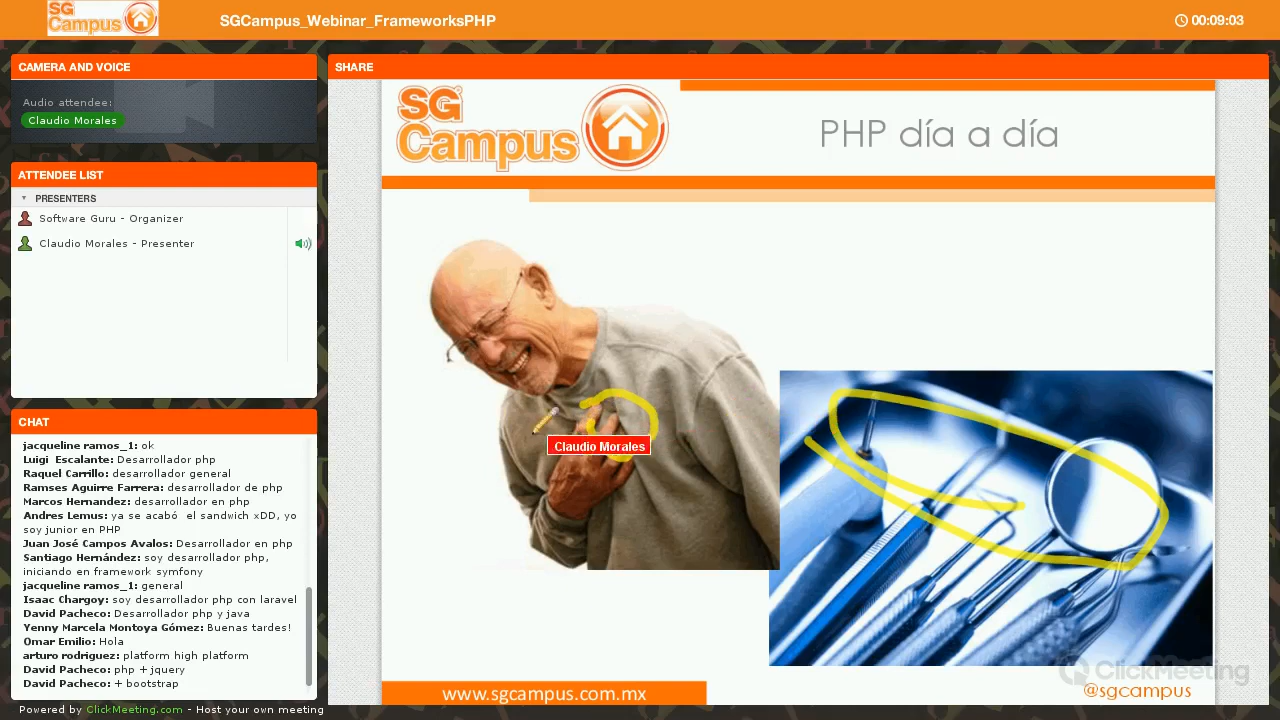 SG
Campus
SGCampus_Webinar_FrameworksPHP
00:09:03
CAMERA AND VOICE
Audio attendee:
Claudio Morales
ATTENDEE LIST
PRESENTERS
Software Guru - Organizer
Claudio Morales - Presenter
CHAT
jacqueline ramos_1: ok
Luigi Escalante: Desarrollador php
Raquel Carrillo: desarrollador general
Ramses Aguirre Farrera: desarrollador de php
Marcos Hernandez: desarrollador en php
Andres Lemus: ya se acabó el sandwich xDD, yo
soy junior en PHP
Juan José Campos Avalos: Desarrollador en php
Santiago Hernández: soy desarrollador php,
iniciando en framework symfony
jacqueline ramos_1: general
Isaac Chargoy: soy desarrollador php con laravel
David Pacheco: Desarrollador php y java
Yenny Marcela Montoya Gómez: Buenas tardes!
Omar Emilio: Hola
arturo rodriguez: platform high platform
David Pacheco: php + jquery
David Pacheco: + bootstrap
Powered by ClickMeeting.com - Host your own meeting
SHARE
SG
Campus
PHP día a día
Claudio Morales
ClickMeeting
www.sgcampus.com.mx
@sgcampus